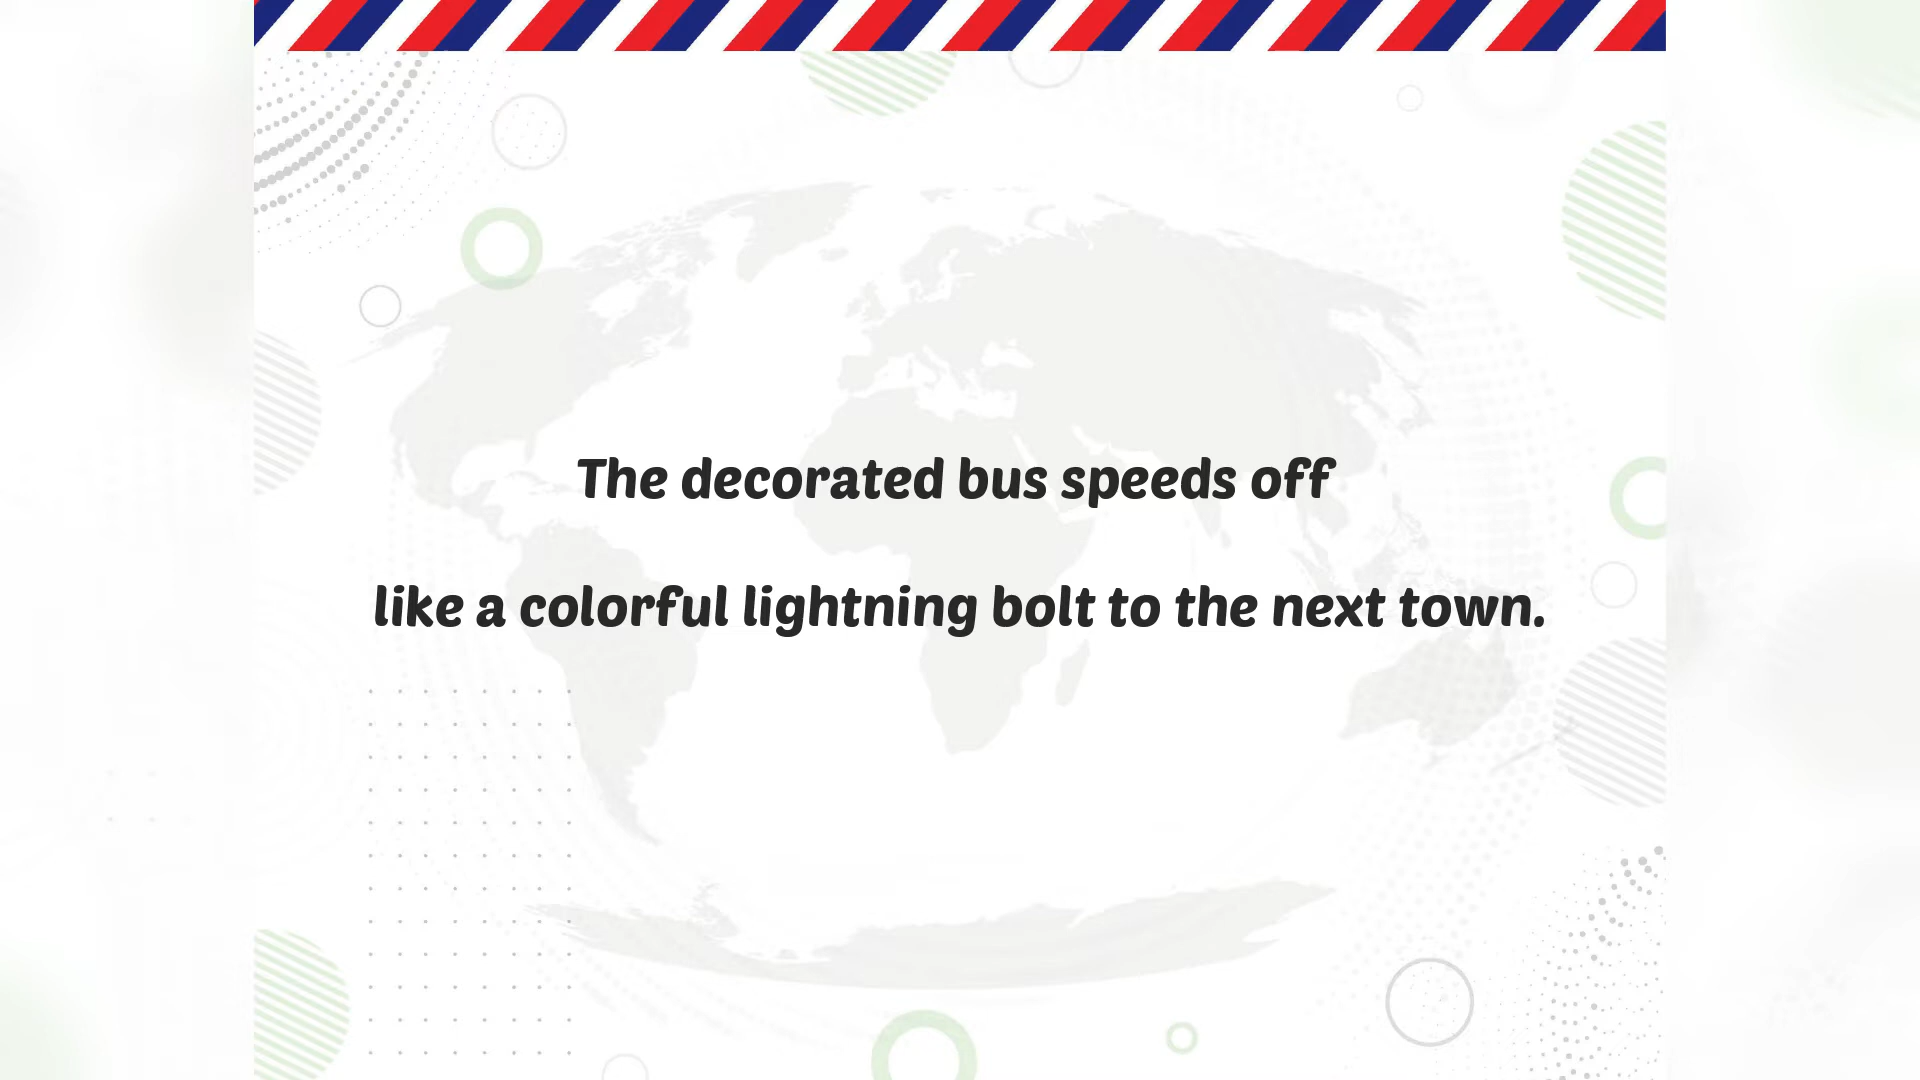 The decorated bus speeds off
like a colorful lightning bolt to the next town.